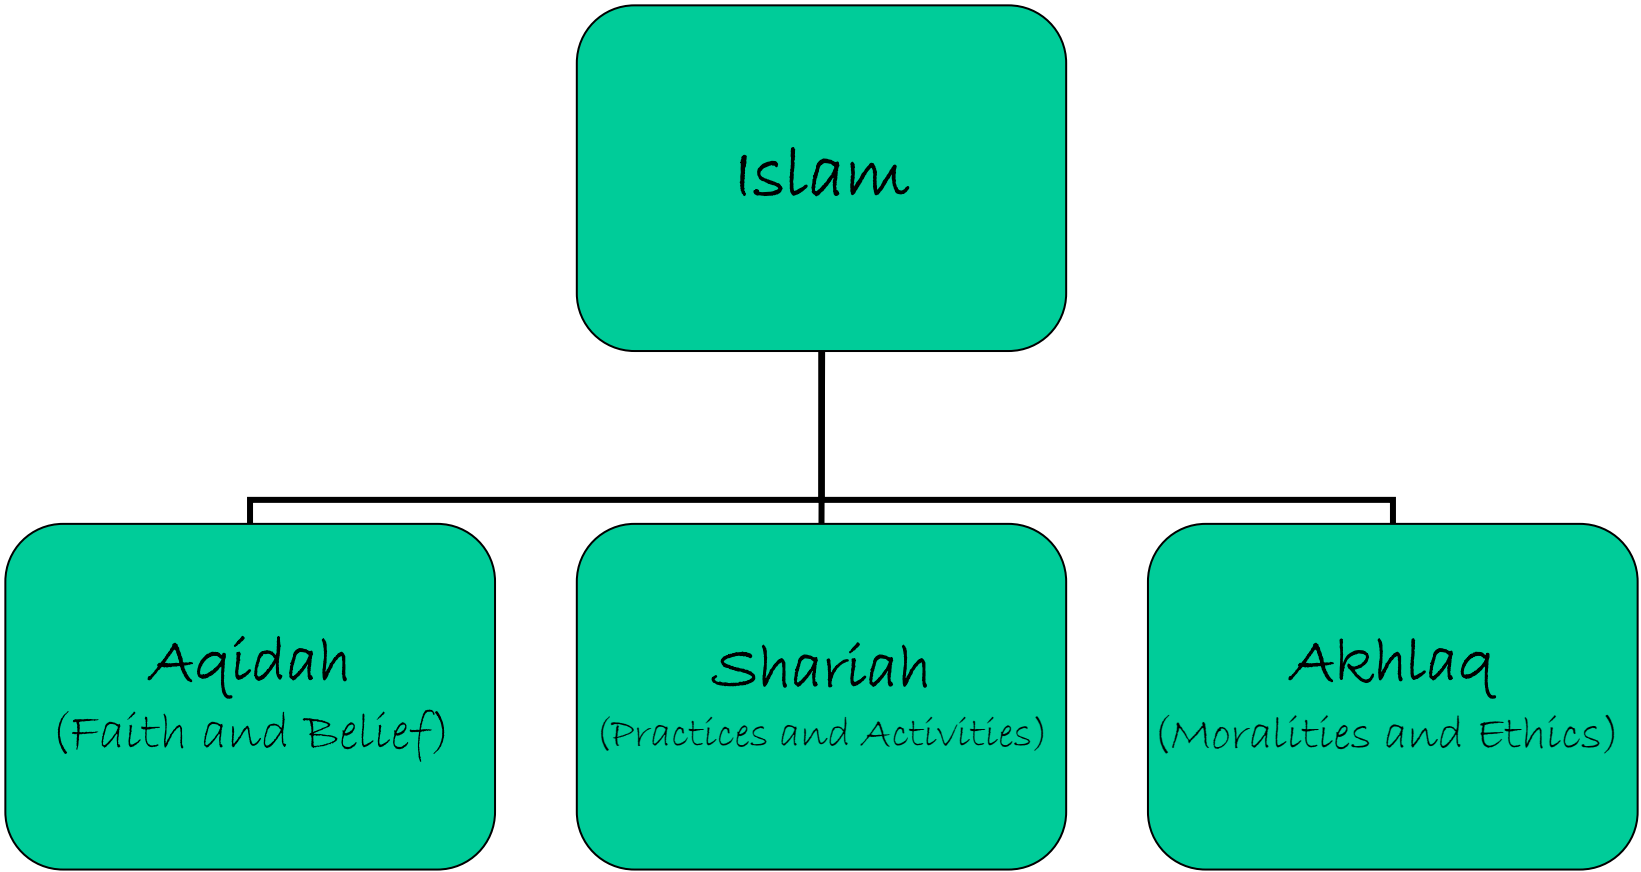 Islam
Aqidah
(Faith and Belief)
Shariah
(Practices and Activities)
Akhlaq
(Moralities and Ethics)